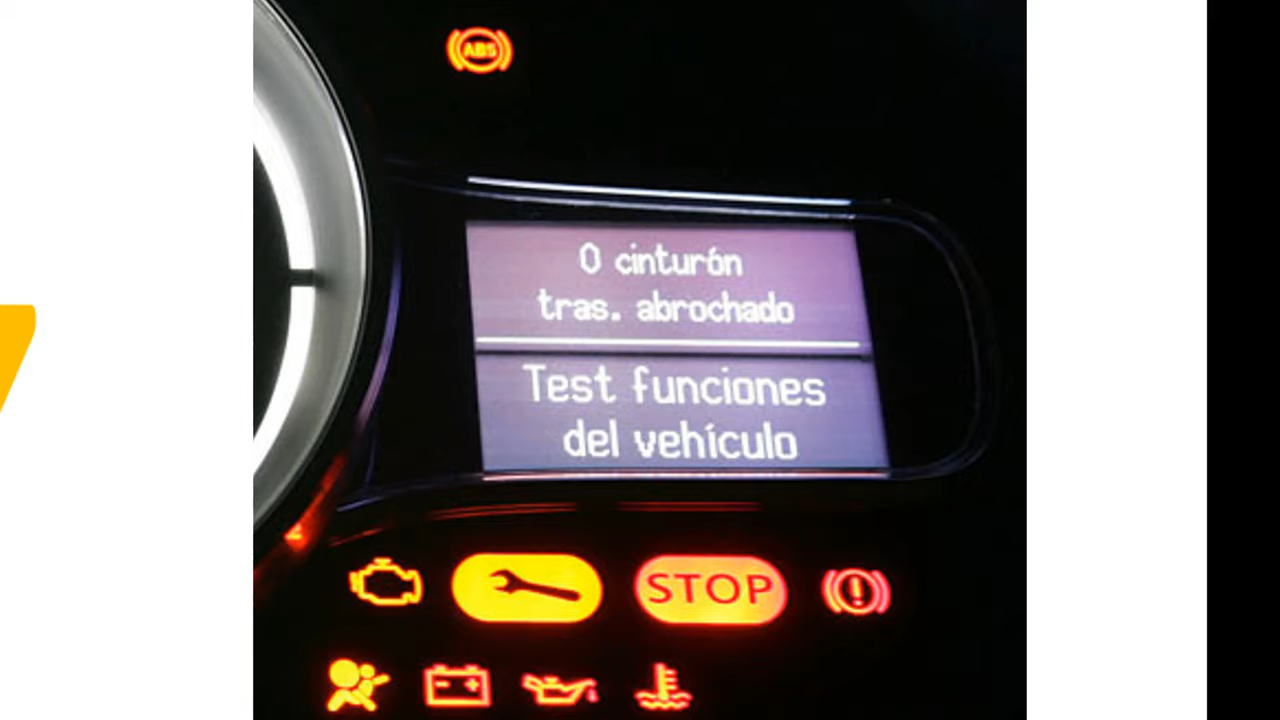 ABS
0 cinturón
tras. abrochado
Test funciones
del vehículo
STOP